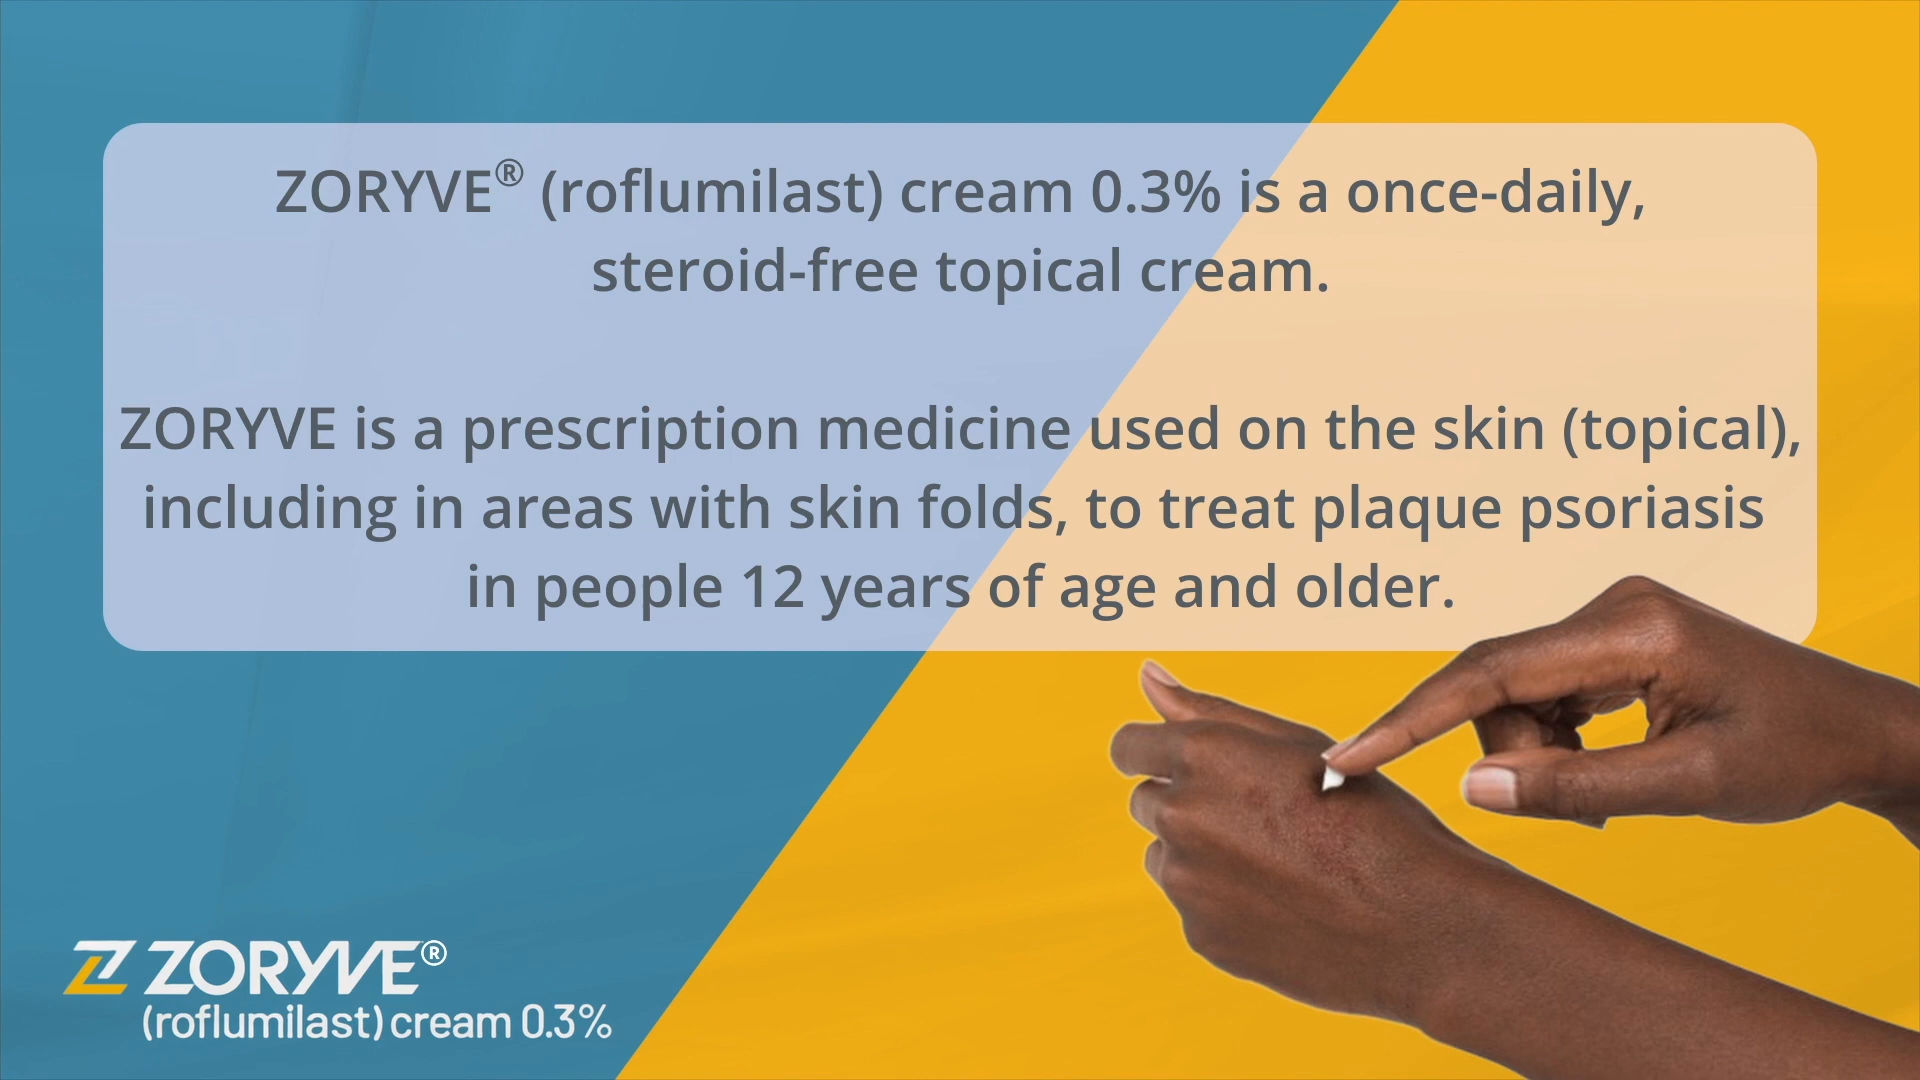 ZORYVE® (roflumilast) cream 0.3% is a once-daily,
steroid-free topical cream.
ZORYVE is a prescription medicine used on the skin (topical),
including in areas with skin folds, to treat plaque psoriasis
in people 12 years of age and older.
ZORYVE®
(roflumilast) cream 0.3%